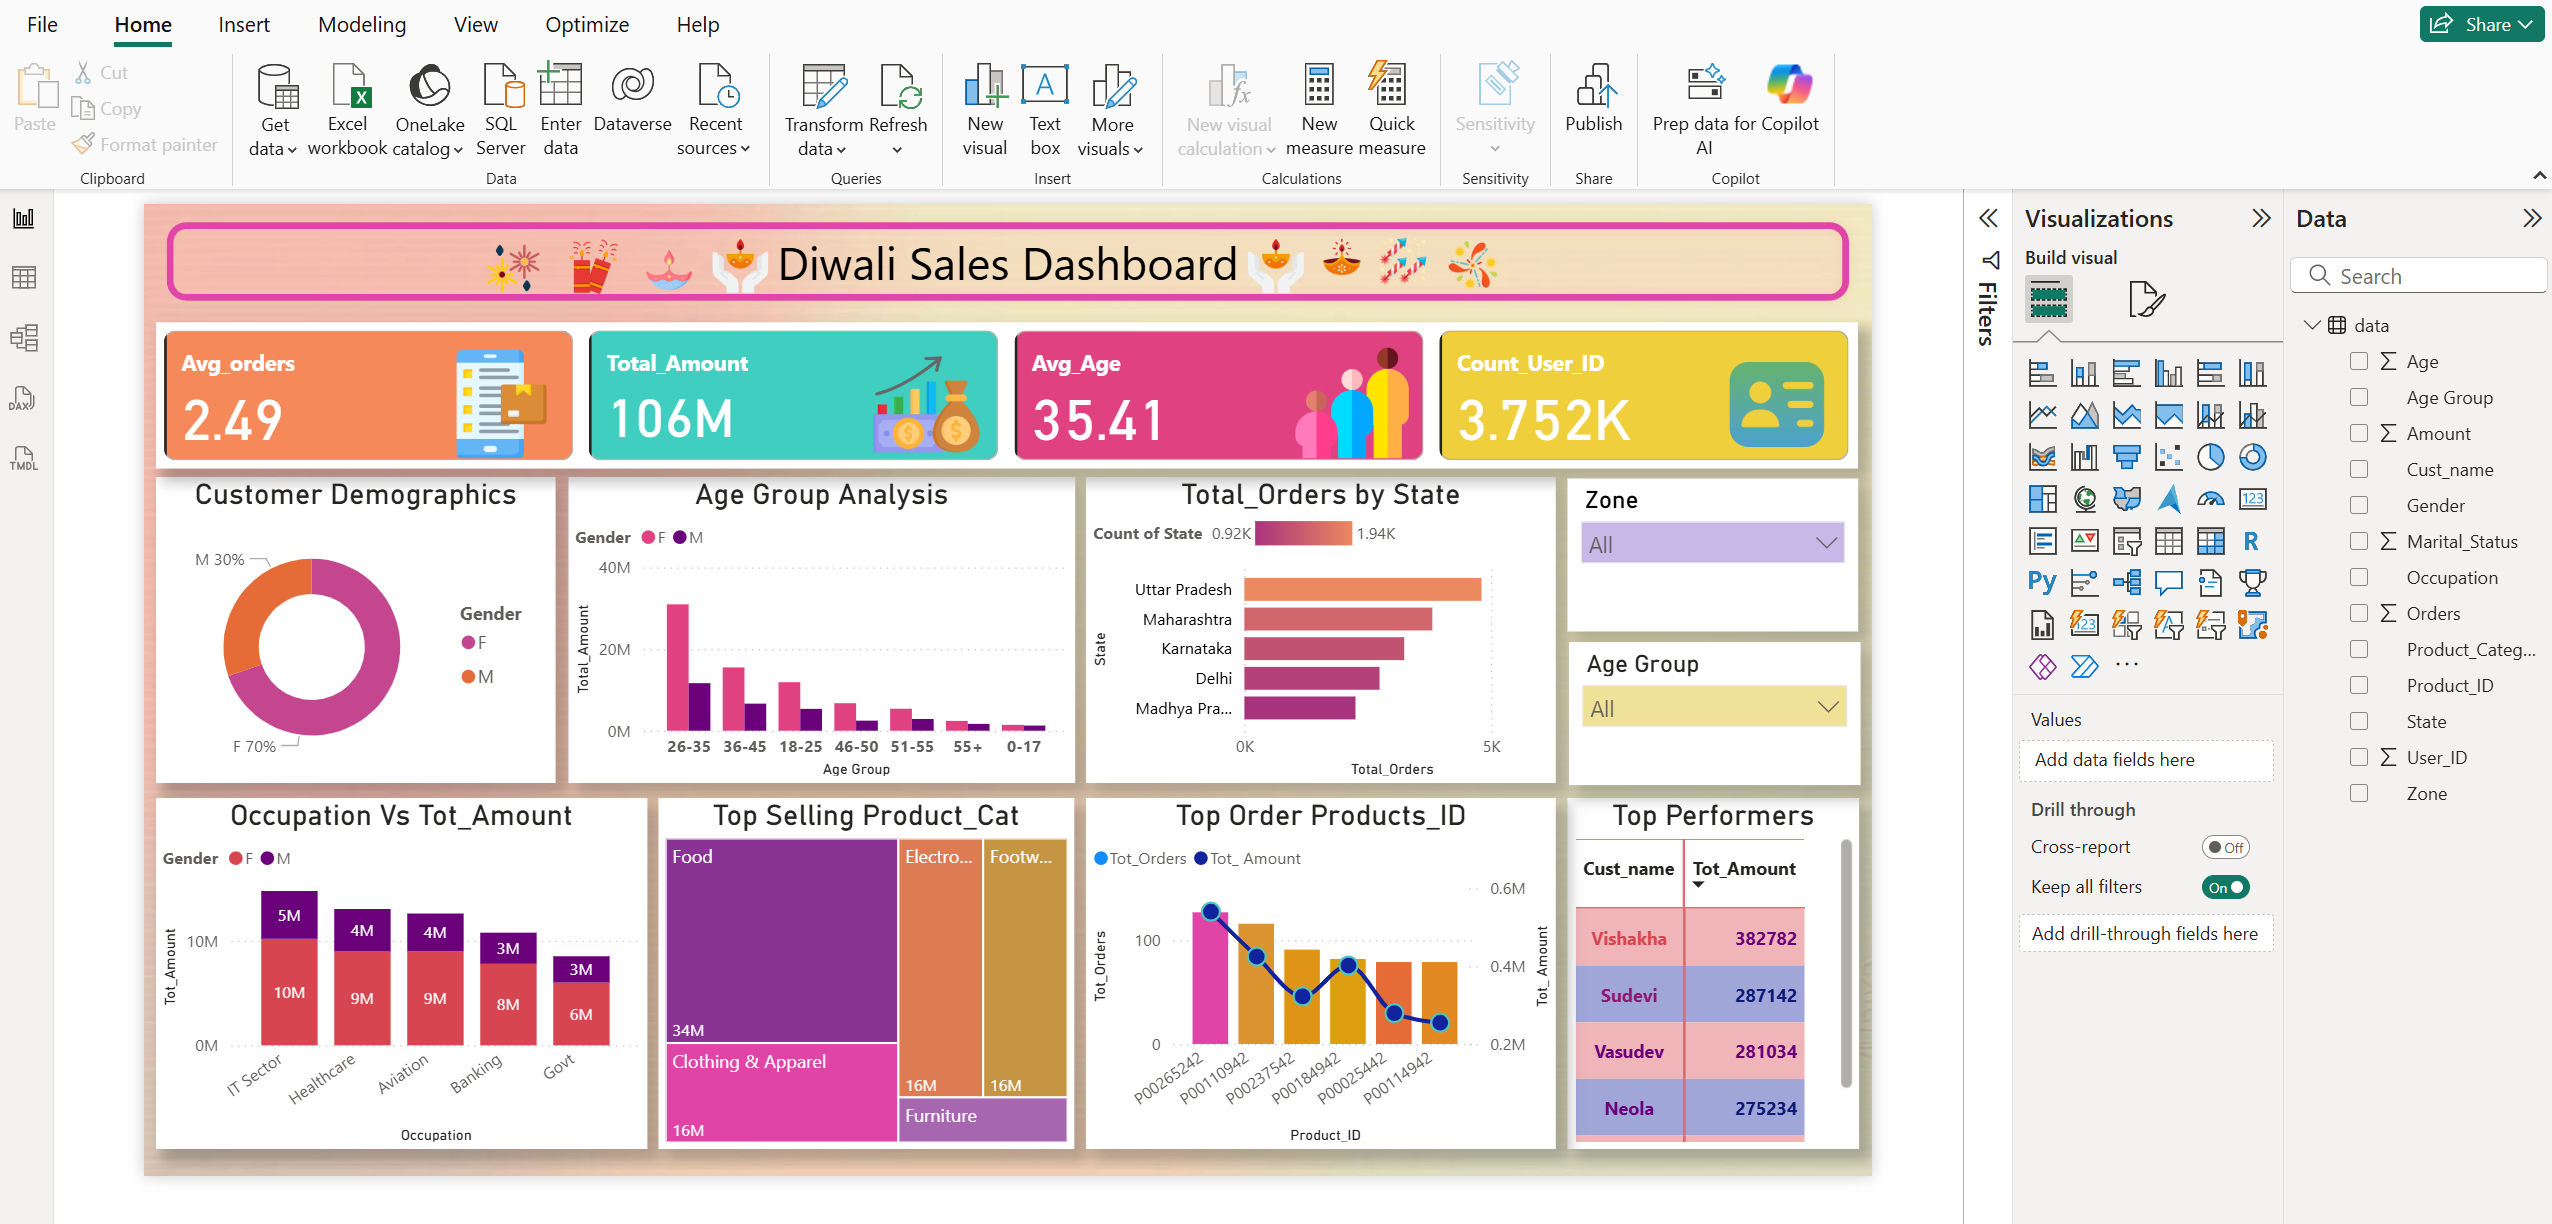 File Home Insert Modeling View Optimize Help Share
Paste
Cut
Copy
Format painter
Clipboard
Get data
Excel workbook
OneLake catalog
SQL Server
Enter data
Dataverse
Recent sources
Data
Transform data
Refresh
Queries
New visual
Text box
More visuals
Insert
New visual calculation
New measure
Quick measure
Calculations
Sensitivity
Sensitivity
Publish
Share
Prep data for AI
Copilot
Copilot
DAX
TMDL
Diwali Sales Dashboard
Avg_orders
2.49
Total_Amount
106M
Avg_Age
35.41
Count_User_ID
3.752K
Customer Demographics
M 30%
F 70%
Gender
F
M
Age Group Analysis
Gender F M
Total_Amount
40M
20M
0M
26-35 36-45 18-25 46-50 51-55 55+ 0-17
Age Group
Total_Orders by State
Count of State 0.92K 1.94K
State
Uttar Pradesh
Maharashtra
Karnataka
Delhi
Madhya Pra...
0K 5K
Total_Orders
Zone
All
Age Group
All
Occupation Vs Tot_Amount
Gender F M
Tot_Amount
10M
0M
5M 4M 4M 3M 3M
10M 9M 9M 8M 6M
IT Sector Healthcare Aviation Banking Govt
Occupation
Top Selling Product_Cat
Food
34M
Clothing & Apparel
16M
Electro...
16M
Footw...
16M
Furniture
Top Order Products_ID
Tot_Orders Tot_ Amount
Tot_Orders
100
0
0.6M
0.4M
0.2M
Tot_ Amount
P00265242 P00110942 P00237542 P00184942 P00025442 P00114942
Product_ID
Top Performers
Cust_name Tot_Amount
Vishakha 382782
Sudevi 287142
Vasudev 281034
Neola 275234
Filters
Visualizations
Build visual
123
R
Py
123
...
Values
Add data fields here
Drill through
Cross-report Off
Keep all filters On
Add drill-through fields here
Data
Search
data
Σ Age
Age Group
Σ Amount
Cust_name
Gender
Σ Marital_Status
Occupation
Σ Orders
Product_Categ...
Product_ID
State
Σ User_ID
Zone